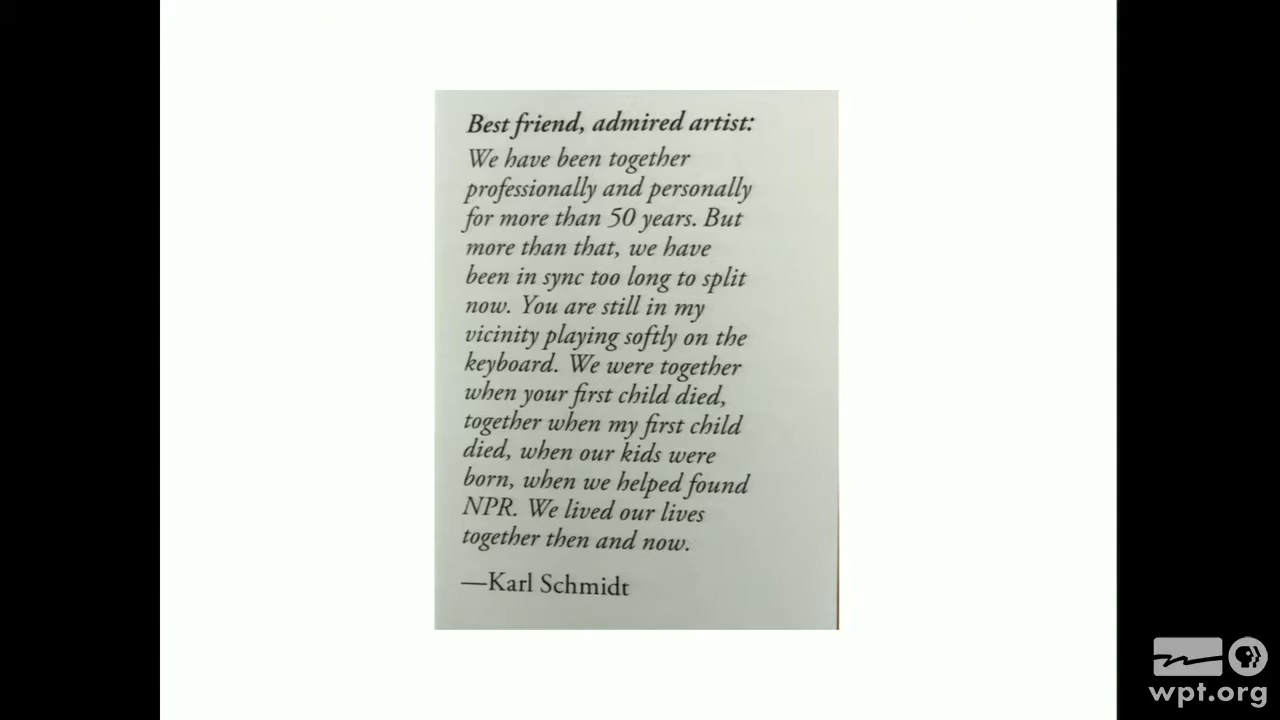 Best friend, admired artist:
We have been together
professionally and personally
for more than 50 years. But
more than that, we have
been in sync too long to split
now. You are still in my
vicinity playing softly on the
keyboard. We were together
when your first child died,
together when my first child
died, when our kids were
born, when we helped found
NPR. We lived our lives
together then and now.
—Karl Schmidt
wpt.org